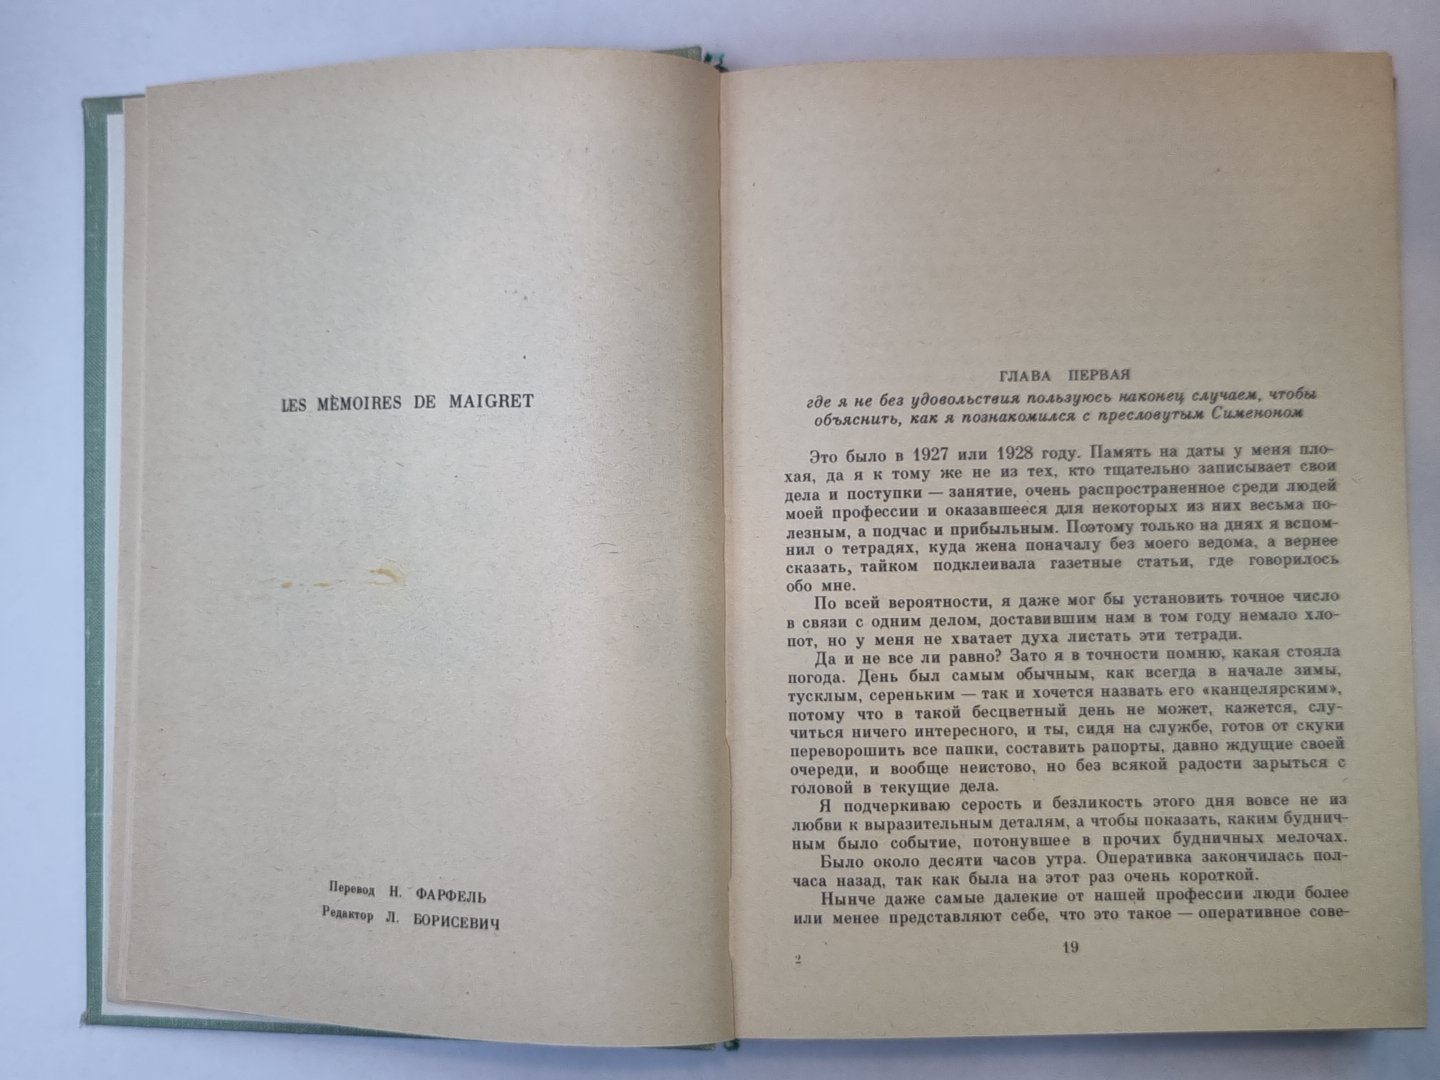 LES MÈMOIRES DE MAIGRET
Перевод Н. ФАРФЕЛЬ
Редактор Л. БОРИСЕВИЧ
ГЛАВА ПЕРВАЯ
где я не без удовольствия пользуюсь наконец случаем, чтобы
объяснить, как я познакомился с пресловутым Сименоном
Это было в 1927 или 1928 году. Память на даты у меня пло-
хая, да я к тому же не из тех, кто тщательно записывает свои
дела и поступки — занятие, очень распространенное среди людей
моей профессии и оказавшееся для некоторых из них весьма по-
лезным, а подчас и прибыльным. Поэтому только на днях я вспом-
нил о тетрадях, куда жена поначалу без моего ведома, а вернее
сказать, тайком подклеивала газетные статьи, где говорилось
обо мне.
По всей вероятности, я даже мог бы установить точное число
в связи с одним делом, доставившим нам в том году немало хло-
пот, но у меня не хватает духа листать эти тетради.
Да и не все ли равно? Зато я в точности помню, какая стояла
погода. День был самым обычным, как всегда в начале зимы,
тусклым, сереньким — так и хочется назвать его «канцелярским»,
потому что в такой бесцветный день не может, кажется, слу-
читься ничего интересного, и ты, сидя на службе, готов от скуки
переворошить все папки, составить рапорты, давно ждущие своей
очереди, и вообще неистово, но без всякой радости зарыться с
головой в текущие дела.
Я подчеркиваю серость и безликость этого дня вовсе не из
любви к выразительным деталям, а чтобы показать, каким буднич-
ным было событие, потонувшее в прочих будничных мелочах.
Было около десяти часов утра. Оперативка закончилась пол-
часа назад, так как была на этот раз очень короткой.
Нынче даже самые далекие от нашей профессии люди более
или менее представляют себе, что это такое — оперативное сове-
19
2